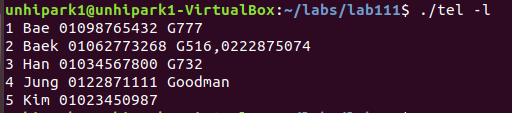 unhipark1@unhipark1-VirtualBox:~/labs/lab111$ ./tel -l
1 Bae 01098765432 G777
2 Baek 01062773268 G516,0222875074
3 Han 01034567800 G732
4 Jung 0122871111 Goodman
5 Kim 01023450987